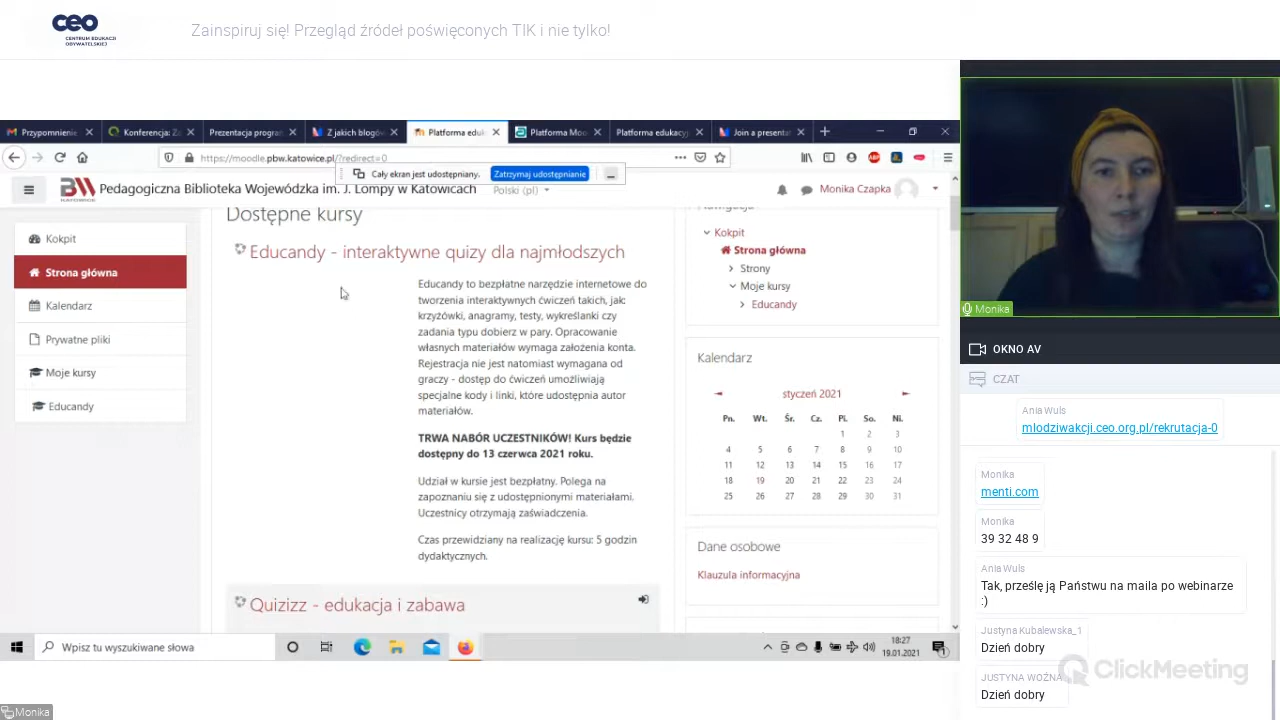 CEO
CENTRUM EDUKACJI
OBYWATELSKIEJ
Zainspiruj się! Przegląd źródeł poświęconych TIK i nie tylko!
Przypomnienie
Konferencja: Z
Prezentacja progra
Z jakich blogów
Platforma eduk
Platforma Moo
Platforma edukacyj
Join a presenta
https://moodle.pbw.katowice.pl/?redirect=0
Cały ekran jest udostępniany.
Zatrzymaj udostępnianie
Pedagogiczna Biblioteka Wojewódzka im. J. Lompy w Katowicach
Polski (pl)
Monika Czapka
Kokpit
Strona główna
Kalendarz
Prywatne pliki
Moje kursy
Educandy
Dostępne kursy
Educandy - interaktywne quizy dla najmłodszych
Educandy to bezpłatne narzędzie internetowe do
tworzenia interaktywnych ćwiczeń takich, jak:
krzyżówki, anagramy, testy, wykreślanki czy
zadania typu dobierz w pary. Opracowanie
własnych materiałów wymaga założenia konta.
Rejestracja nie jest natomiast wymagana od
graczy - dostęp do ćwiczeń umożliwiają
specjalne kody i linki, które udostępnia autor
materiałów.
TRWA NABÓR UCZESTNIKÓW! Kurs będzie
dostępny do 13 czerwca 2021 roku.
Udział w kursie jest bezpłatny. Polega na
zapoznaniu się z udostępnionymi materiałami.
Uczestnicy otrzymają zaświadczenia.
Czas przewidziany na realizację kursu: 5 godzin
dydaktycznych.
Quizizz - edukacja i zabawa
Nawigacja
Kokpit
Strona główna
Strony
Moje kursy
Educandy
Kalendarz
styczeń 2021
Pn. Wt. Śr. Cz. Pi. So. Ni.
1 2 3
4 5 6 7 8 9 10
11 12 13 14 15 16 17
18 19 20 21 22 23 24
25 26 27 28 29 30 31
Dane osobowe
Klauzula informacyjna
Wpisz tu wyszukiwane słowa
18:27
19.01.2021
Monika
Monika
OKNO AV
CZAT
Ania Wuls
mlodziwakcji.ceo.org.pl/rekrutacja-0
Monika
menti.com
Monika
39 32 48 9
Ania Wuls
Tak, prześlę ją Państwu na maila po webinarze
:)
Justyna Kubalewska_1
Dzień dobry
JUSTYNA WOŹNA
Dzień dobry
ClickMeeting